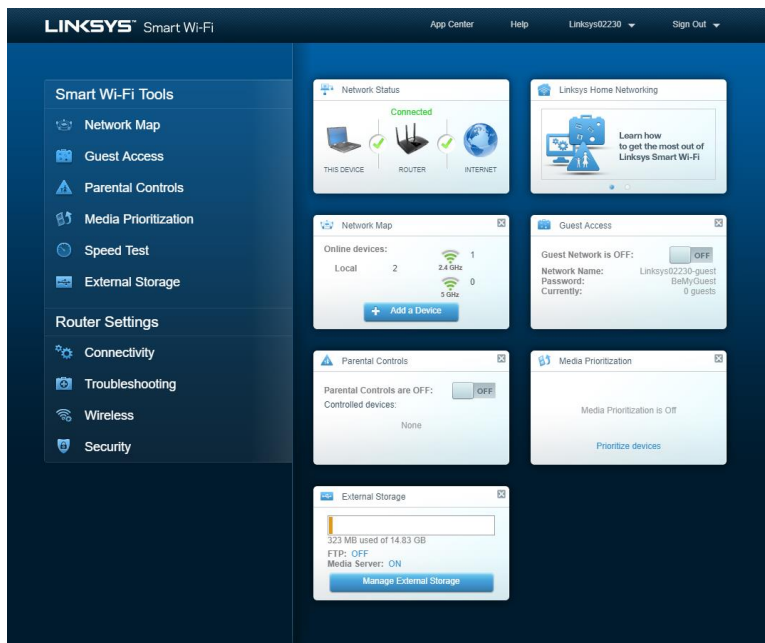 LINKSYS™ Smart Wi-Fi
App Center
Help
Linksys02230
Sign Out
Smart Wi-Fi Tools
Network Map
Guest Access
Parental Controls
Media Prioritization
Speed Test
External Storage
Router Settings
Connectivity
Troubleshooting
Wireless
Security
Network Status
Connected
THIS DEVICE
ROUTER
INTERNET
Linksys Home Networking
Learn how
to get the most out of
Linksys Smart Wi-Fi
Network Map
Online devices:
Local 2
1
2.4 GHz
0
5 GHz
+ Add a Device
Guest Access
Guest Network is OFF: OFF
Network Name: Linksys02230-guest
Password: BeMyGuest
Currently: 0 guests
Parental Controls
Parental Controls are OFF: OFF
Controlled devices:
None
Media Prioritization
Media Prioritization is Off
Prioritize devices
External Storage
323 MB used of 14.83 GB
FTP: OFF
Media Server: ON
Manage External Storage